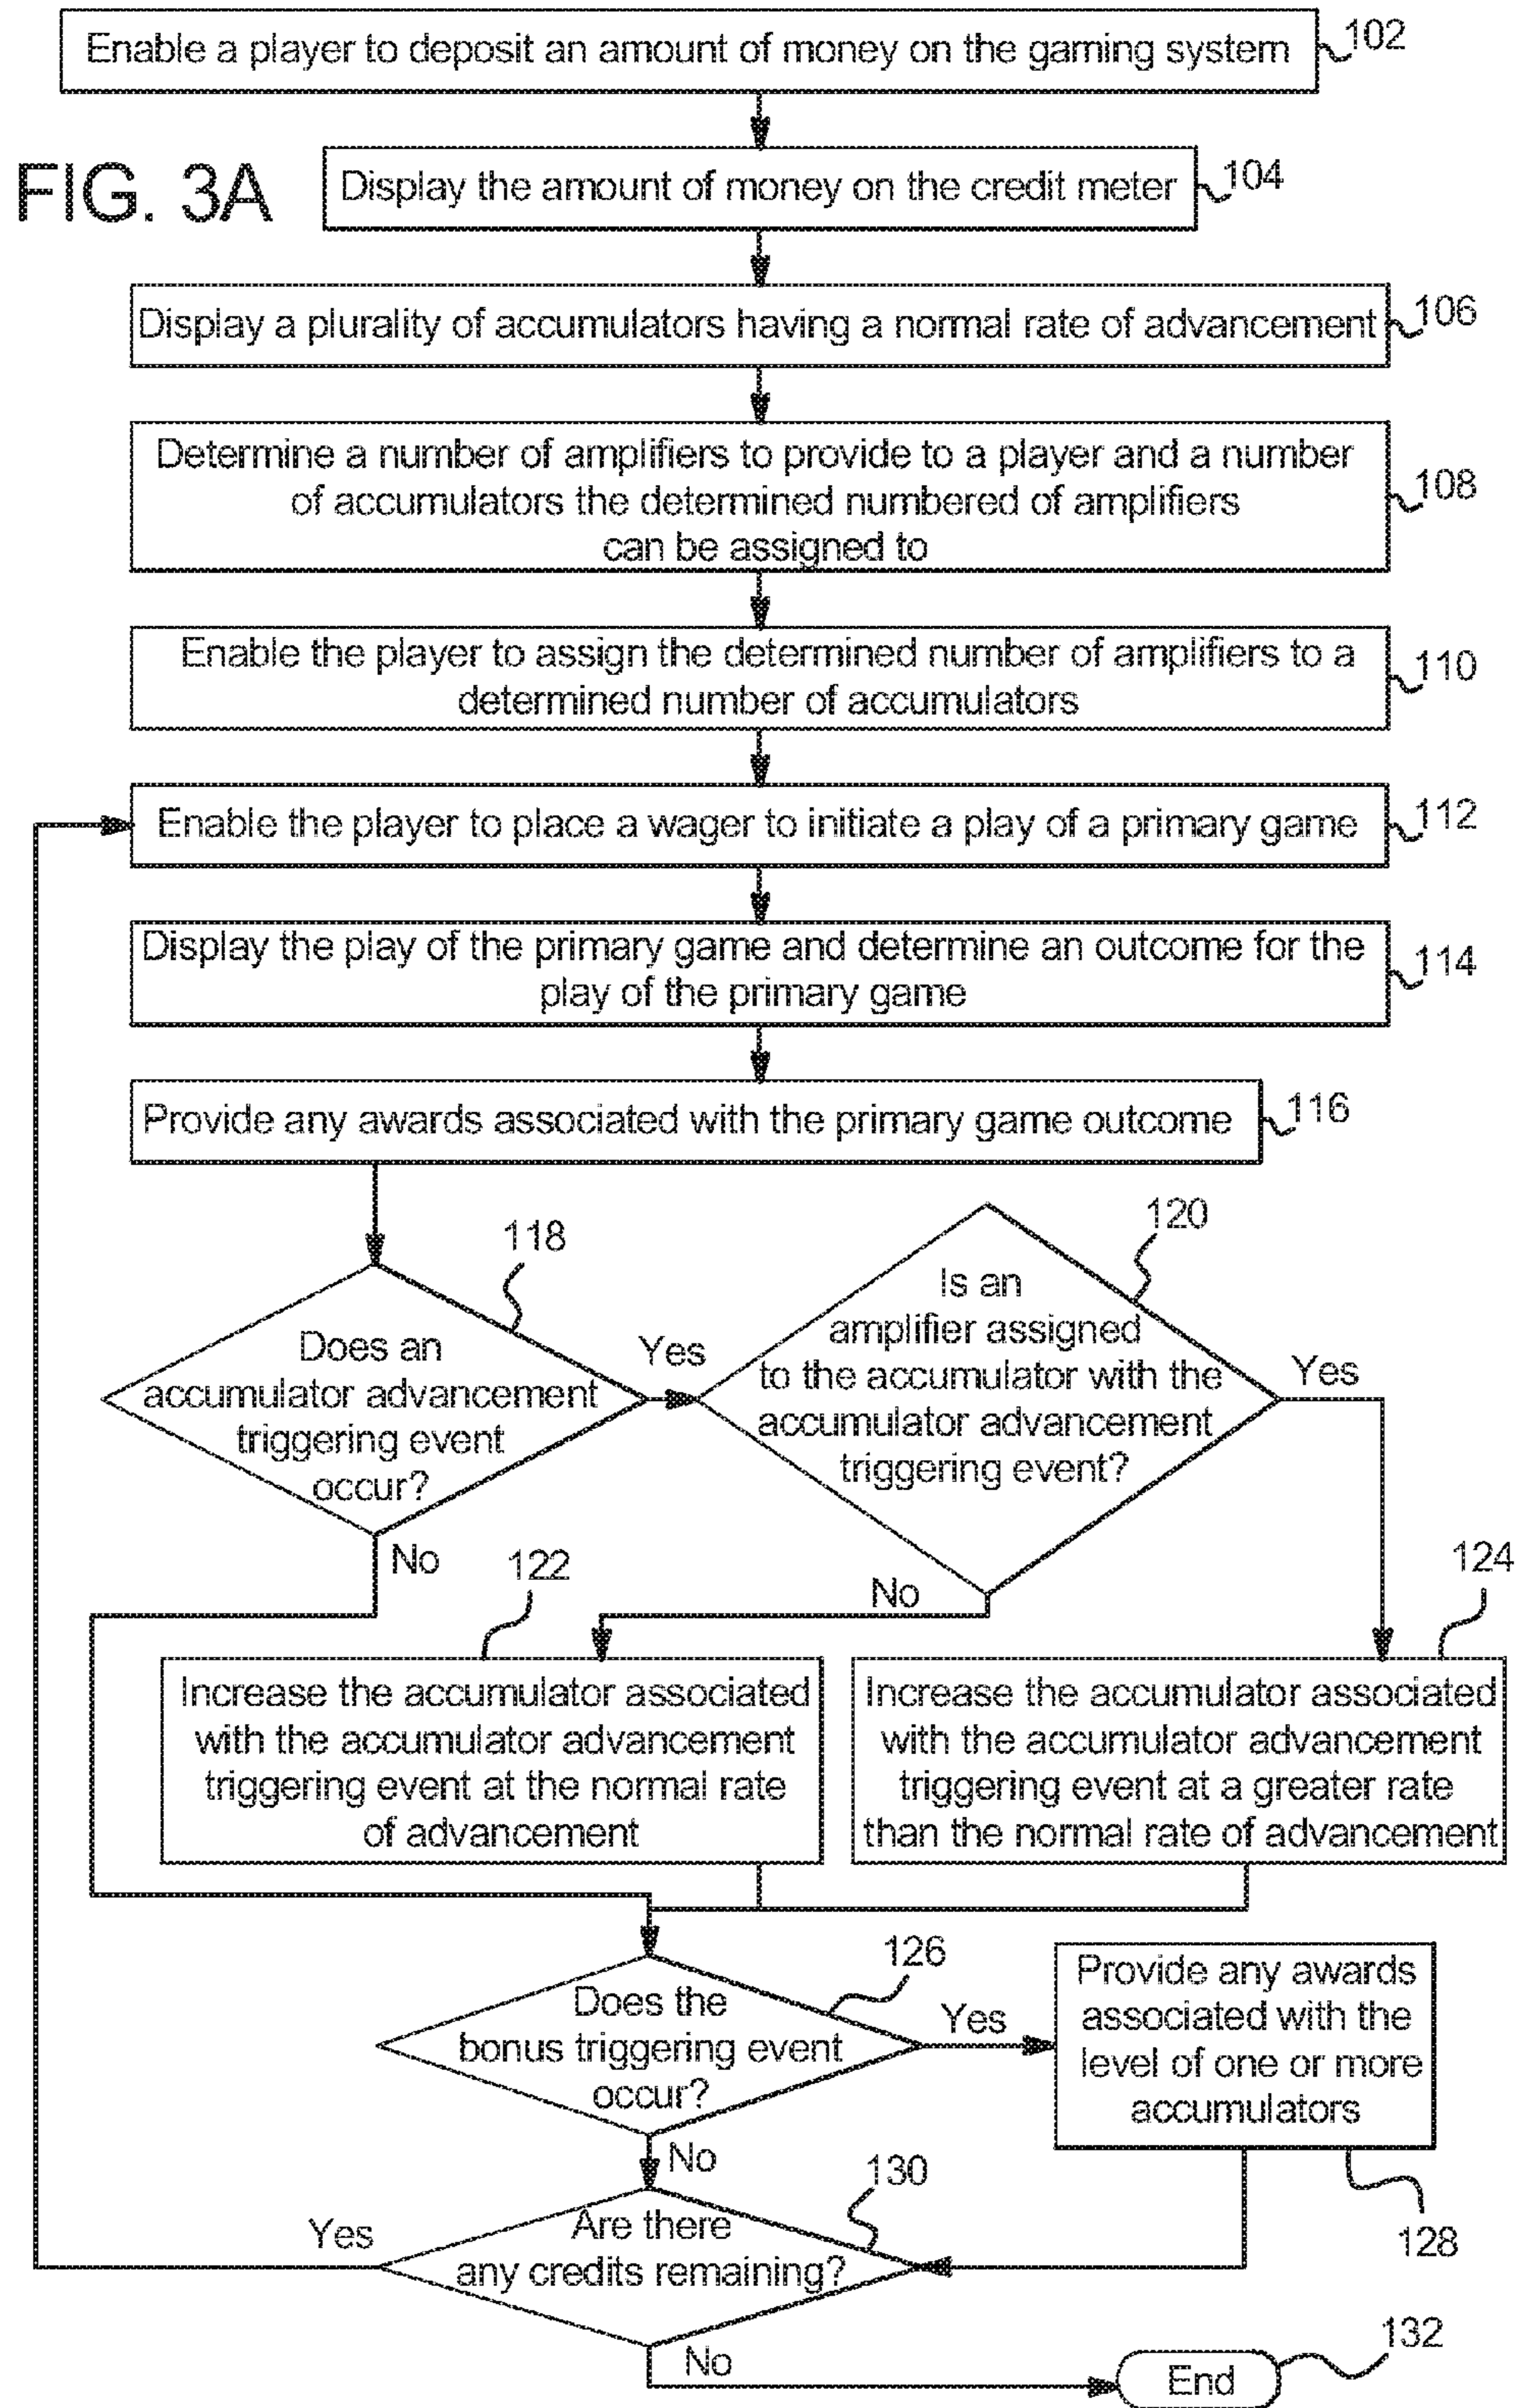 Enable a player to deposit an amount of money on the gaming system
102
FIG. 3A
Display the amount of money on the credit meter
104
Display a plurality of accumulators having a normal rate of advancement
106
Determine a number of amplifiers to provide to a player and a number
of accumulators the determined numbered of amplifiers
can be assigned to
108
Enable the player to assign the determined number of amplifiers to a
determined number of accumulators
110
Enable the player to place a wager to initiate a play of a primary game
112
Display the play of the primary game and determine an outcome for the
play of the primary game
114
Provide any awards associated with the primary game outcome
116
118
Does an
accumulator advancement
triggering event
occur?
Yes
No
120
Is an
amplifier assigned
to the accumulator with the
accumulator advancement
triggering event?
Yes
No
122
Increase the accumulator associated
with the accumulator advancement
triggering event at the normal rate
of advancement
124
Increase the accumulator associated
with the accumulator advancement
triggering event at a greater rate
than the normal rate of advancement
126
Does the
bonus triggering event
occur?
Yes
No
Provide any awards
associated with the
level of one or more
accumulators
128
130
Are there
any credits remaining?
Yes
No
End
132